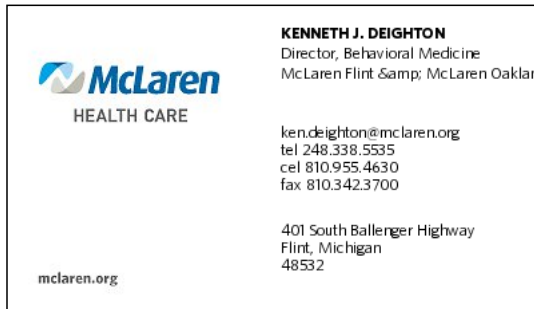 McLaren
HEALTH CARE
mclaren.org
KENNETH J. DEIGHTON
Director, Behavioral Medicine
McLaren Flint &amp; McLaren Oaklan
ken.deighton@mclaren.org
tel 248.338.5535
cel 810.955.4630
fax 810.342.3700
401 South Ballenger Highway
Flint, Michigan
48532